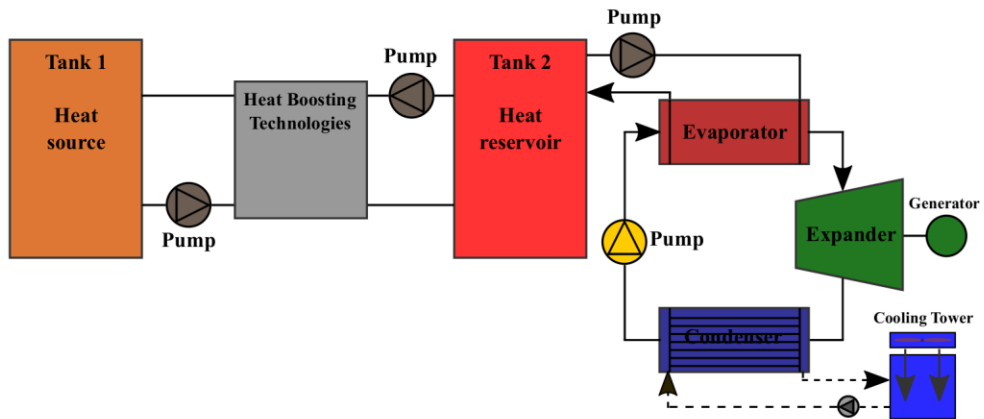 Tank 1
Heat
source
Pump
Heat Boosting
Technologies
Pump
Tank 2
Heat
reservoir
Pump
Evaporator
Pump
Expander
Generator
Condenser
Cooling Tower